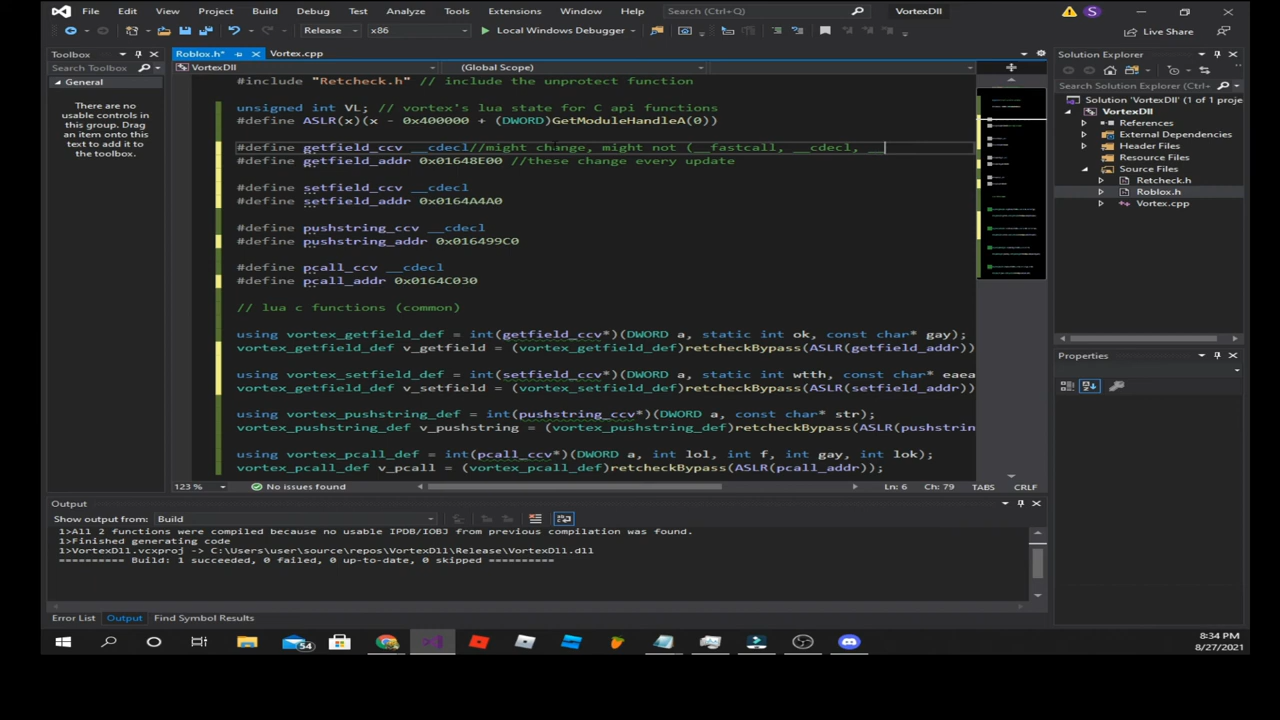 File Edit View Project Build Debug Test Analyze Tools Extensions Window Help Search (Ctrl+Q) VortexDll S
Release x86 Local Windows Debugger Live Share
Toolbox Roblox.h* Vortex.cpp Solution Explorer
Search Toolbox VortexDll (Global Scope)
General
There are no
usable controls in
this group. Drag
an item onto this
text to add it to
the toolbox.
#include "Retcheck.h" // include the unprotect function
unsigned int VL; // vortex's lua state for C api functions
#define ASLR(x)(x - 0x400000 + (DWORD)GetModuleHandleA(0))
#define getfield_ccv __cdecl//might change, might not (__fastcall, __cdecl, __
#define getfield_addr 0x01648E00 //these change every update
#define setfield_ccv __cdecl
#define setfield_addr 0x0164A4A0
#define pushstring_ccv __cdecl
#define pushstring_addr 0x016499C0
#define pcall_ccv __cdecl
#define pcall_addr 0x0164C030
// lua c functions (common)
using vortex_getfield_def = int(getfield_ccv*)(DWORD a, static int ok, const char* gay);
vortex_getfield_def v_getfield = (vortex_getfield_def)retcheckBypass(ASLR(getfield_addr))
using vortex_setfield_def = int(setfield_ccv*)(DWORD a, static int wtth, const char* eaea
vortex_getfield_def v_setfield = (vortex_getfield_def)retcheckBypass(ASLR(setfield_addr))
using vortex_pushstring_def = int(pushstring_ccv*)(DWORD a, const char* str);
vortex_pushstring_def v_pushstring = (vortex_pushstring_def)retcheckBypass(ASLR(pushstrin
using vortex_pcall_def = int(pcall_ccv*)(DWORD a, int lol, int f, int gay, int lok);
vortex_pcall_def v_pcall = (vortex_pcall_def)retcheckBypass(ASLR(pcall_addr));
123 % No issues found Ln: 6 Ch: 79 TABS CRLF
Search Solution Explorer (Ctrl+;)
Solution 'VortexDll' (1 of 1 proje
VortexDll
References
External Dependencies
Header Files
Resource Files
Source Files
Retcheck.h
Roblox.h
Vortex.cpp
Properties
Output
Show output from: Build
1>All 2 functions were compiled because no usable IPDB/IOBJ from previous compilation was found.
1>Finished generating code
1>VortexDll.vcxproj -> C:\Users\user\source\repos\VortexDll\Release\VortexDll.dll
========== Build: 1 succeeded, 0 failed, 0 up-to-date, 0 skipped ==========
Error List Output Find Symbol Results
54
8:34 PM
8/27/2021